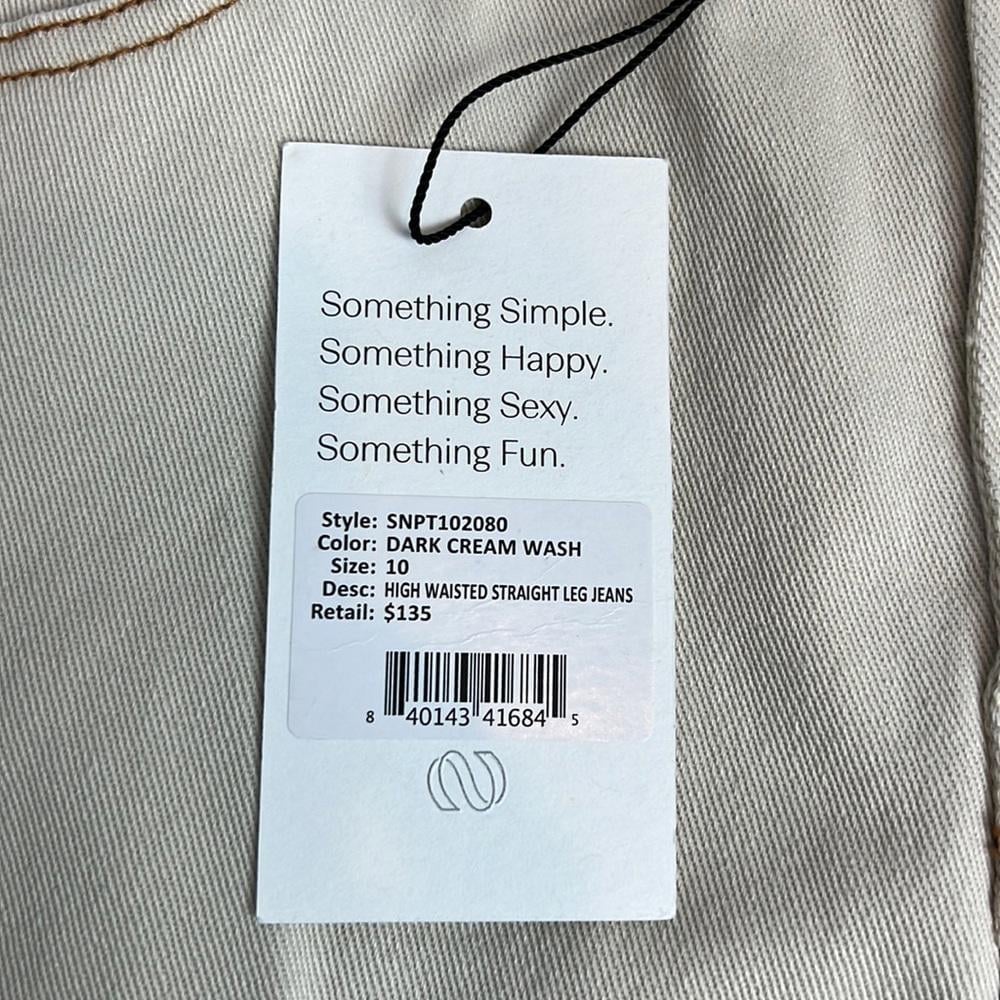 Something Simple.
Something Happy.
Something Sexy.
Something Fun.
Style: SNPT102080
Color: DARK CREAM WASH
Size: 10
Desc: HIGH WAISTED STRAIGHT LEG JEANS
Retail: $135
8 40143 41684 5